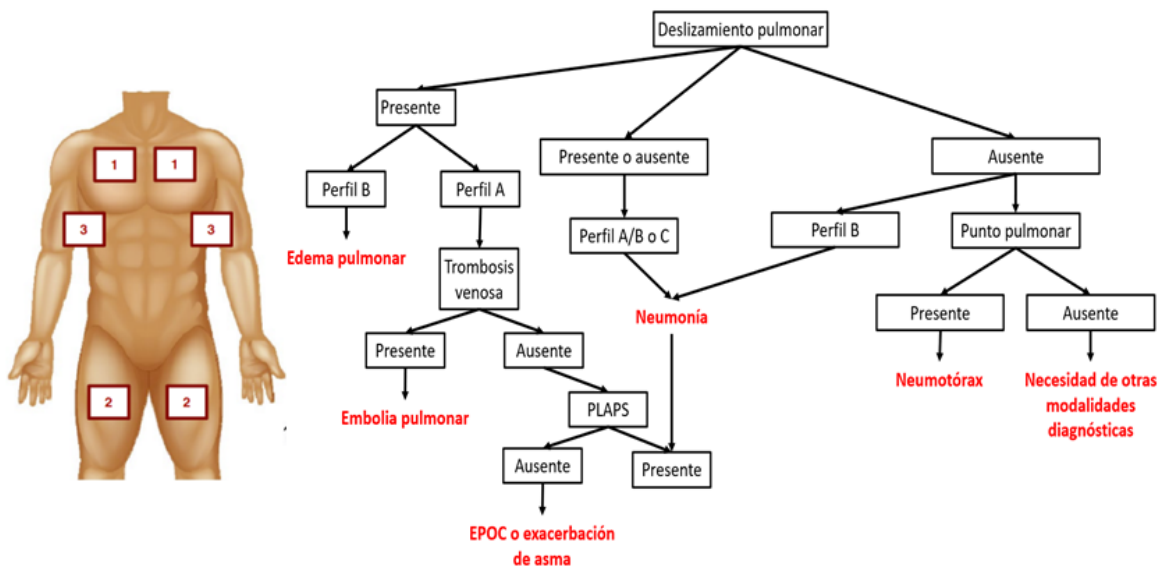 Deslizamiento pulmonar
Presente
Presente o ausente
Ausente
1
1
Perfil B
Perfil A
Perfil A/B o C
Perfil B
Punto pulmonar
3
3
Edema pulmonar
Trombosis
venosa
Neumonía
Presente
Ausente
Presente
Ausente
2
2
Embolia pulmonar
PLAPS
Neumotórax
Necesidad de otras
modalidades
diagnósticas
Ausente
Presente
EPOC o exacerbación
de asma